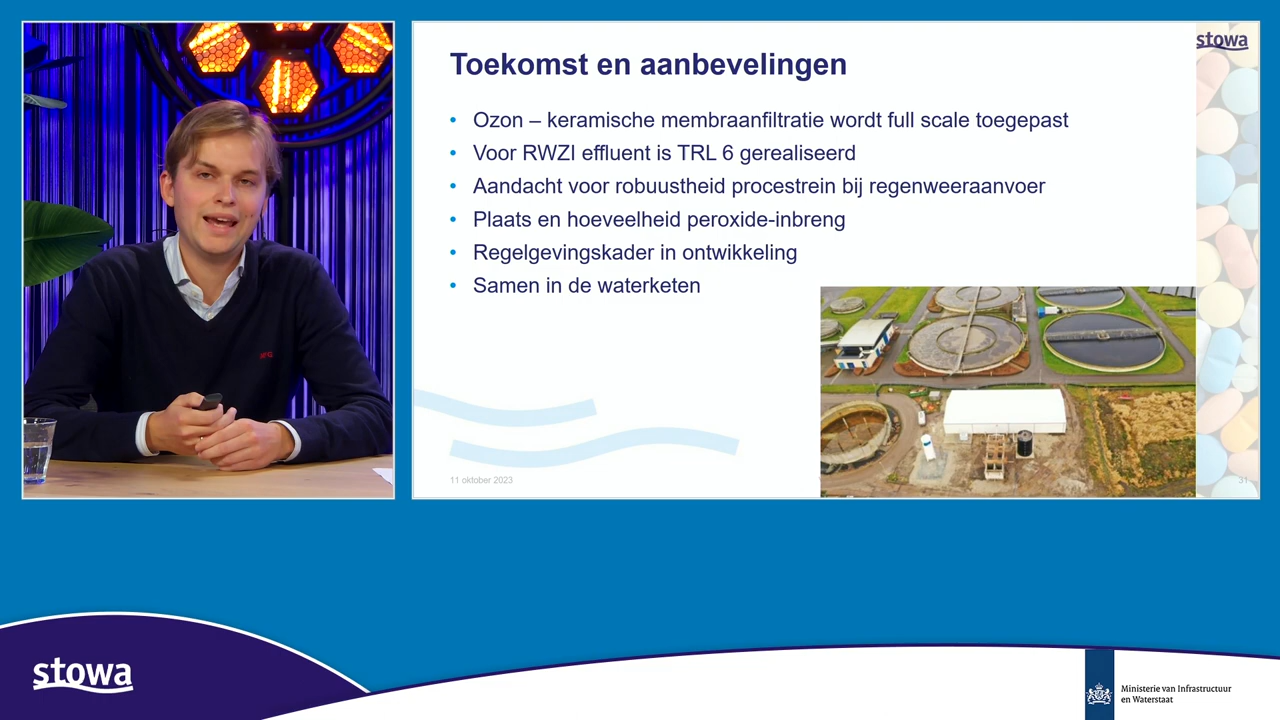 stowa
Toekomst en aanbevelingen
• Ozon – keramische membraanfiltratie wordt full scale toegepast
• Voor RWZI effluent is TRL 6 gerealiseerd
• Aandacht voor robuustheid procestrein bij regenweeraanvoer
• Plaats en hoeveelheid peroxide-inbreng
• Regelgevingskader in ontwikkeling
• Samen in de waterketen
11 oktober 2023
31
stowa
Ministerie van Infrastructuur
en Waterstaat